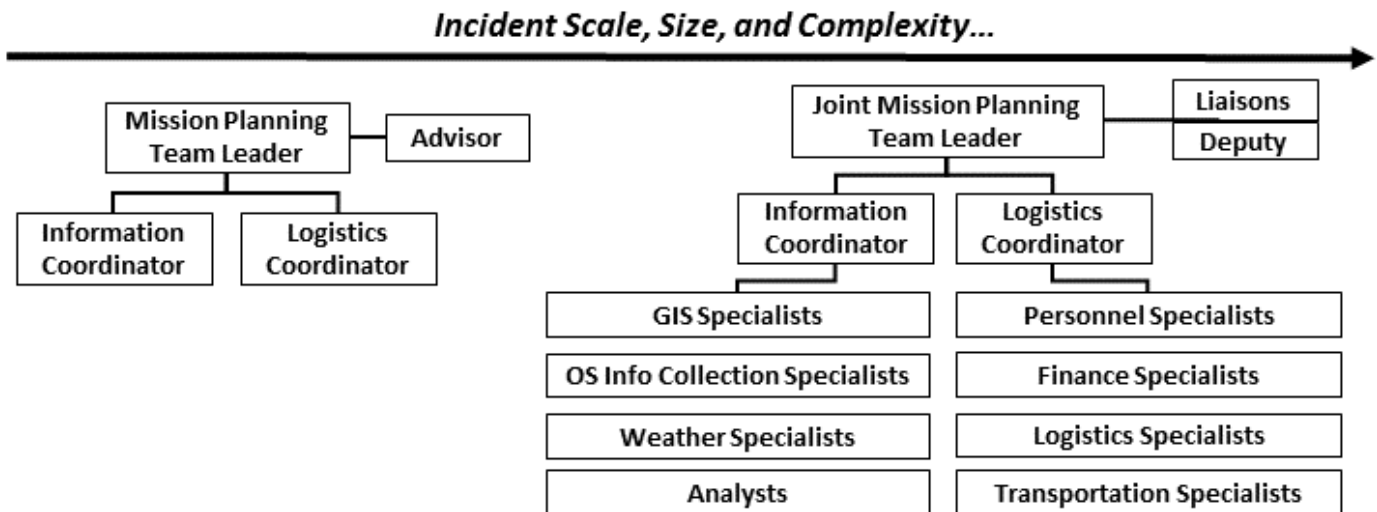 Incident Scale, Size, and Complexity...
Mission Planning
Team Leader
Advisor
Information
Coordinator
Logistics
Coordinator
Joint Mission Planning
Team Leader
Liaisons
Deputy
Information
Coordinator
Logistics
Coordinator
GIS Specialists
OS Info Collection Specialists
Weather Specialists
Analysts
Personnel Specialists
Finance Specialists
Logistics Specialists
Transportation Specialists